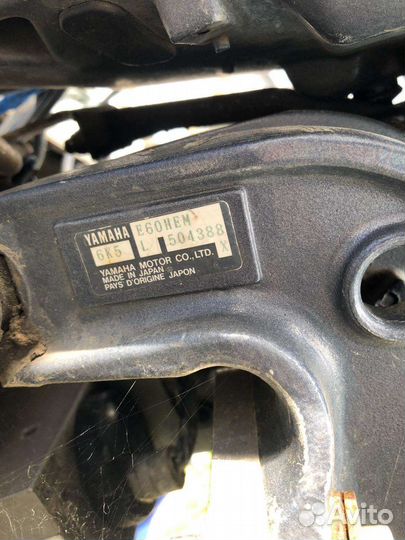 YAMAHA E60HEM
6K5 L 504388 X
YAMAHA MOTOR CO.,LTD.
MADE IN JAPAN
PAYS D'ORIGINE JAPON
Avito